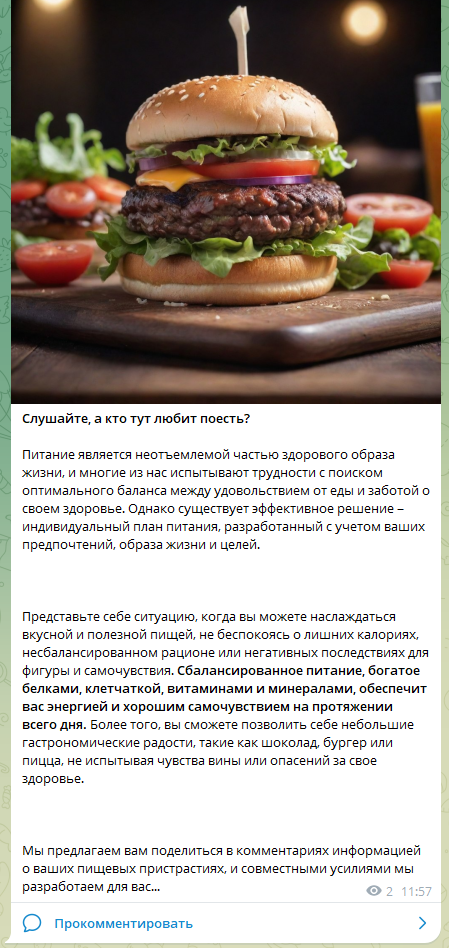 Слушайте, а кто тут любит поесть?
Питание является неотъемлемой частью здорового образа
жизни, и многие из нас испытывают трудности с поиском
оптимального баланса между удовольствием от еды и заботой о
своем здоровье. Однако существует эффективное решение –
индивидуальный план питания, разработанный с учетом ваших
предпочтений, образа жизни и целей.
Представьте себе ситуацию, когда вы можете наслаждаться
вкусной и полезной пищей, не беспокоясь о лишних калориях,
несбалансированном рационе или негативных последствиях для
фигуры и самочувствия. Сбалансированное питание, богатое
белками, клетчаткой, витаминами и минералами, обеспечит
вас энергией и хорошим самочувствием на протяжении
всего дня. Более того, вы сможете позволить себе небольшие
гастрономические радости, такие как шоколад, бургер или
пицца, не испытывая чувства вины или опасений за свое
здоровье.
Мы предлагаем вам поделиться в комментариях информацией
о ваших пищевых пристрастиях, и совместными усилиями мы
разработаем для вас...
2 11:57
Прокомментировать